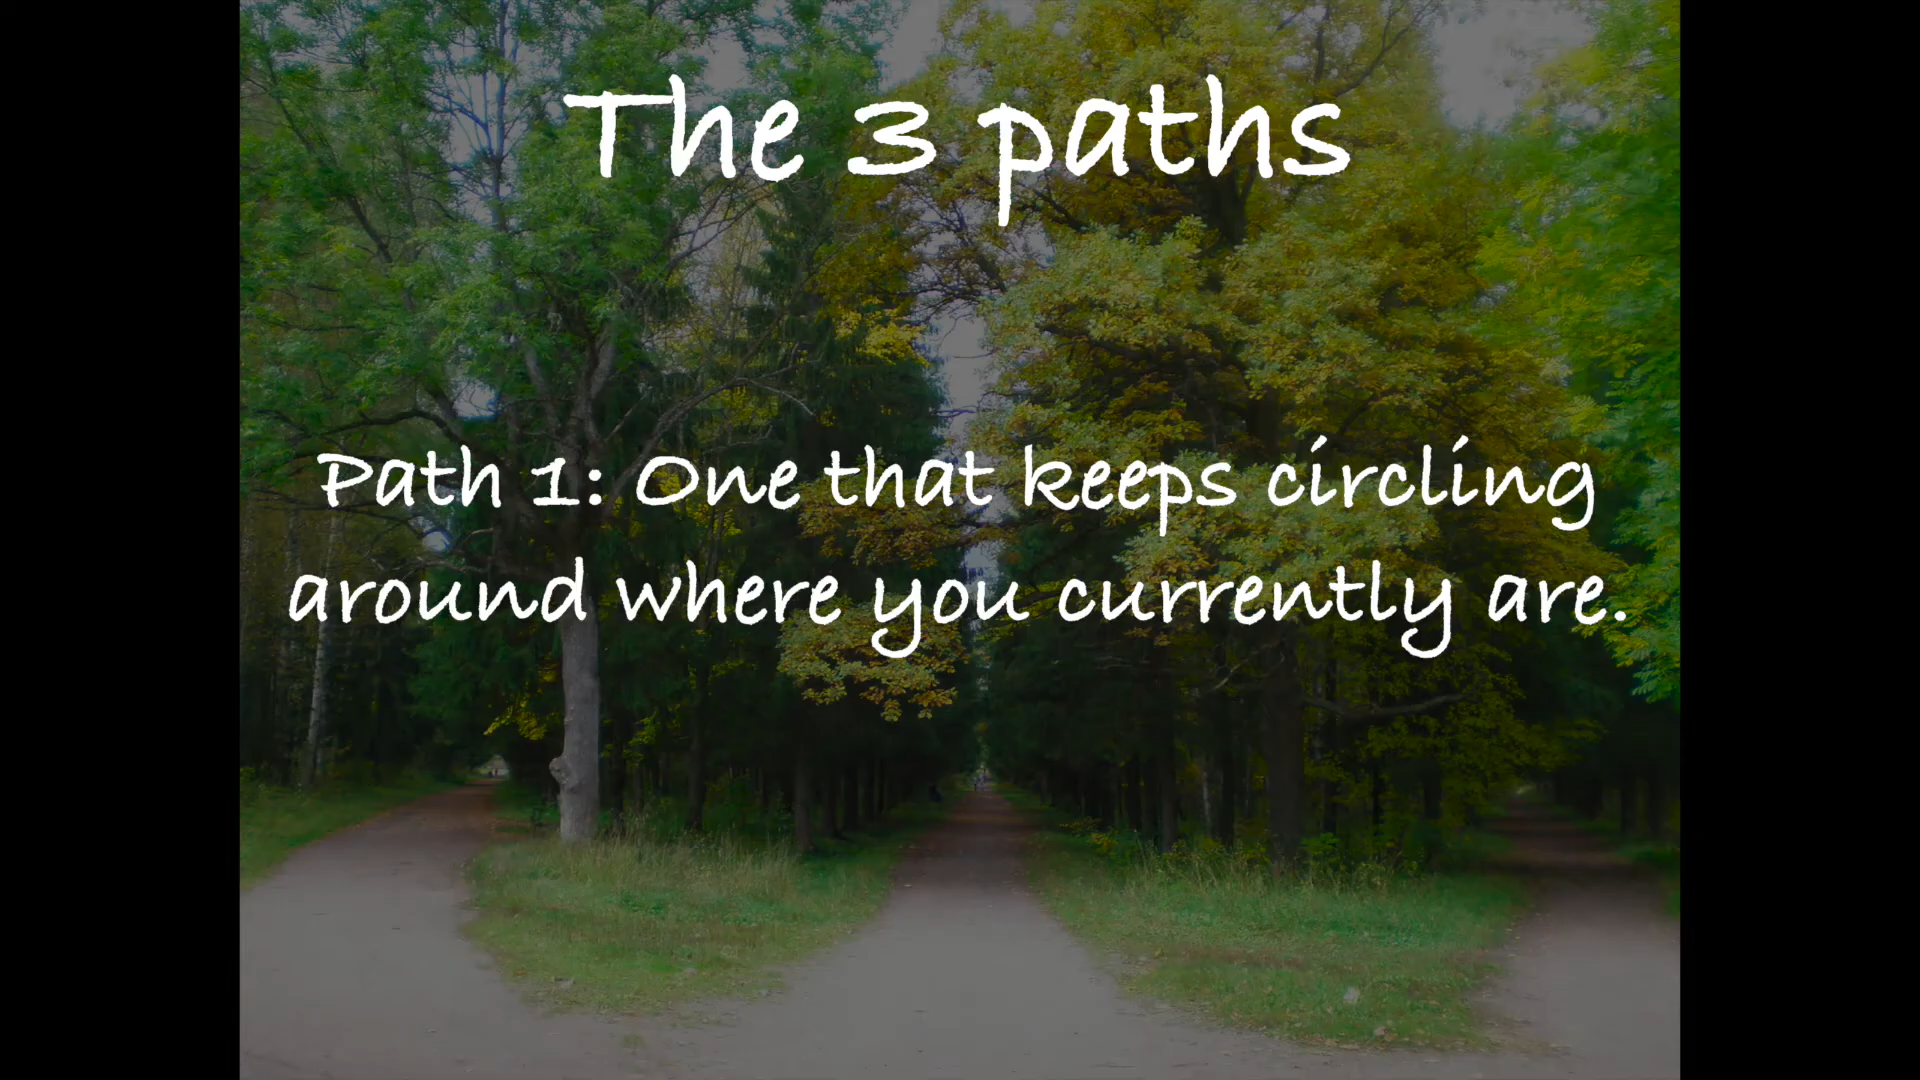 The 3 paths
Path 1: One that keeps circling
around where you currently are.